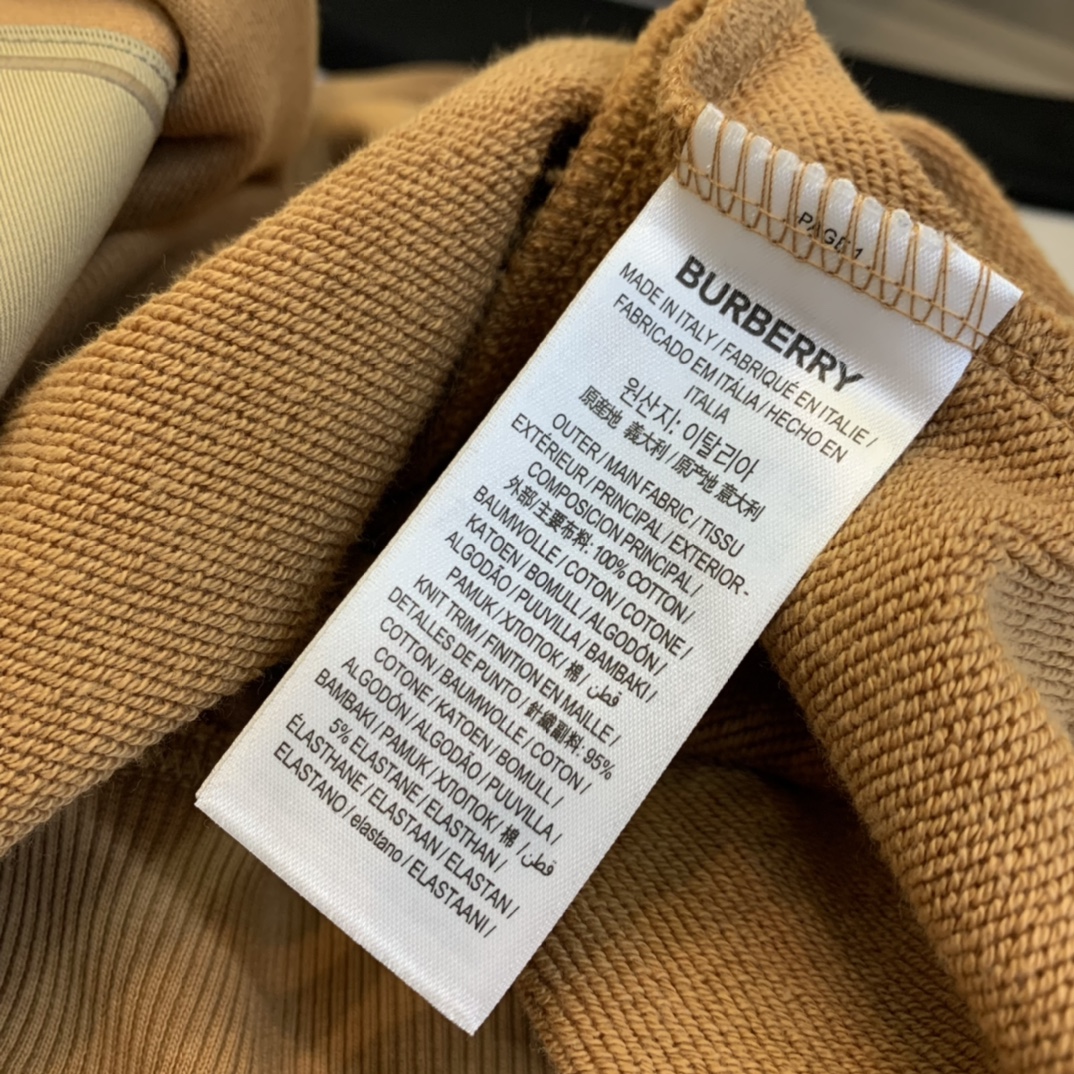 PAGE 1
BURBERRY
MADE IN ITALY / FABRIQUÉ EN ITALIE /
FABRICADO EM ITÁLIA / HECHO EN
ITALIA
원산지: 이탈리아
原產地 義大利 / 原产地 意大利
OUTER / MAIN FABRIC / TISSU
EXTÉRIEUR / PRINCIPAL / EXTERIOR-
COMPOSICION PRINCIPAL /
外部/主要布料: 100% COTTON /
BAUMWOLLE / COTON / COTONE /
KATOEN / BOMULL / ALGODÓN /
ALGODÃO / PUUVILLA / BAMBAKI /
PAMUK / ХЛОПОК / 棉 / قطن
KNIT TRIM / FINITION EN MAILLE /
DETALLES DE PUNTO / 針織副料: 95%
COTTON / BAUMWOLLE / COTON /
COTONE / KATOEN / BOMULL /
ALGODÓN / ALGODÃO / PUUVILLA /
BAMBAKI / PAMUK / ХЛОПОК / 棉 / قطن
5% ELASTANE / ELASTHAN /
ÉLASTHANE / ELASTAAN / ELASTAN /
ELASTANO / elastano / ELASTAANI /